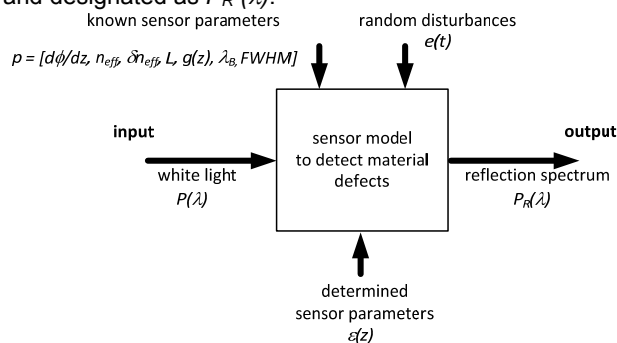 and designated as P_R (λ).
known sensor parameters
random disturbances
e(t)
p = [dϕ/dz, n_eff, δn_eff, L, g(z), λ_B, FWHM]
input
output
sensor model
to detect material
defects
white light
P(λ)
reflection spectrum
P_R(λ)
determined
sensor parameters
ε(z)